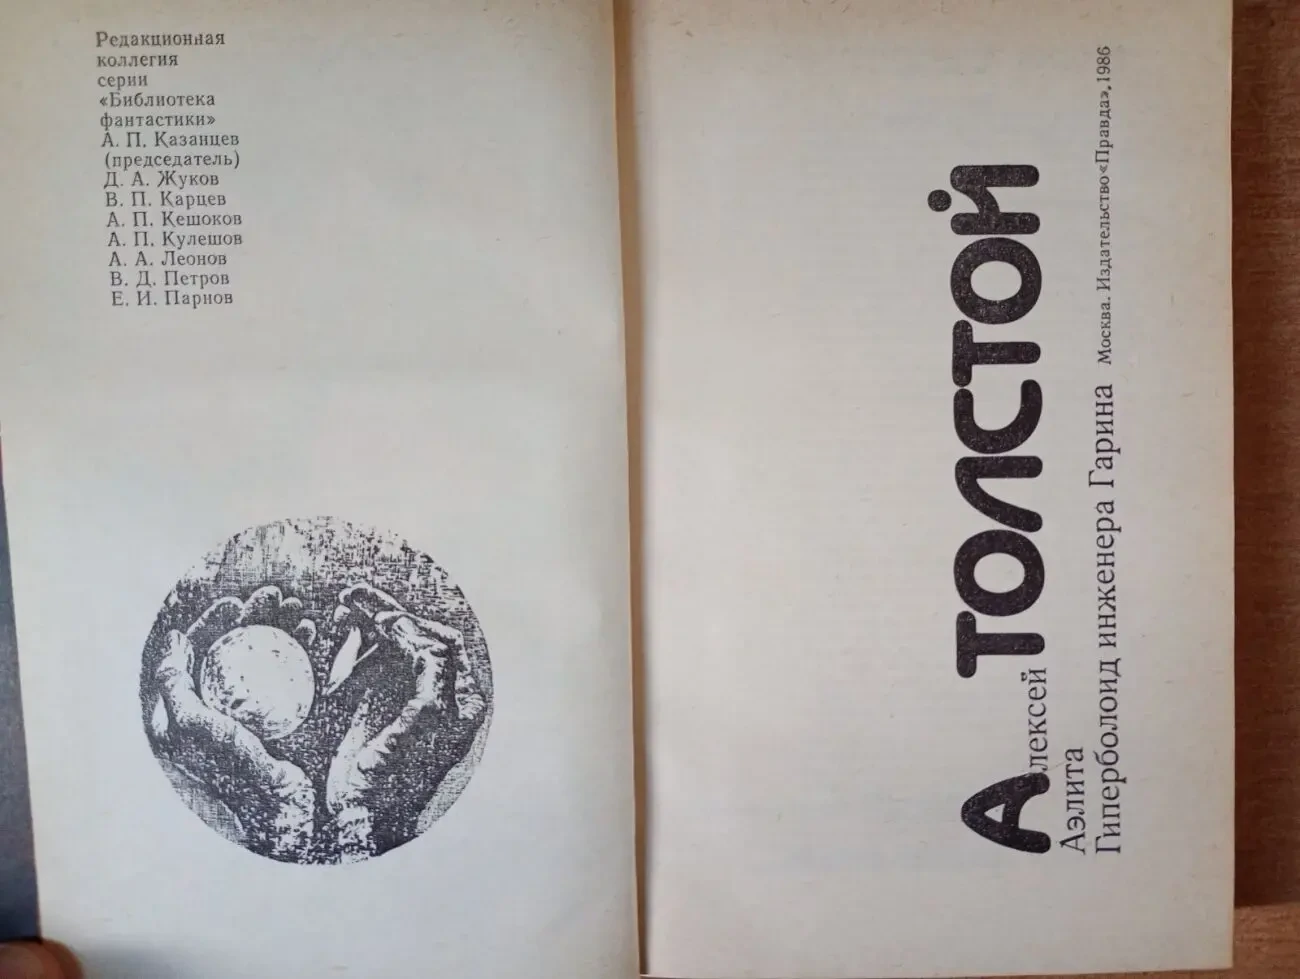 Редакционная
коллегия
серии
«Библиотека
фантастики»
А. П. Казанцев
(председатель)
Д. А. Жуков
В. П. Карцев
А. П. Кешоков
А. П. Кулешов
А. А. Леонов
В. Д. Петров
Е. И. Парнов
Алексей ТОЛСТОЙ
Аэлита
Гиперболоид инженера Гарина Москва. Издательство «Правда», 1986